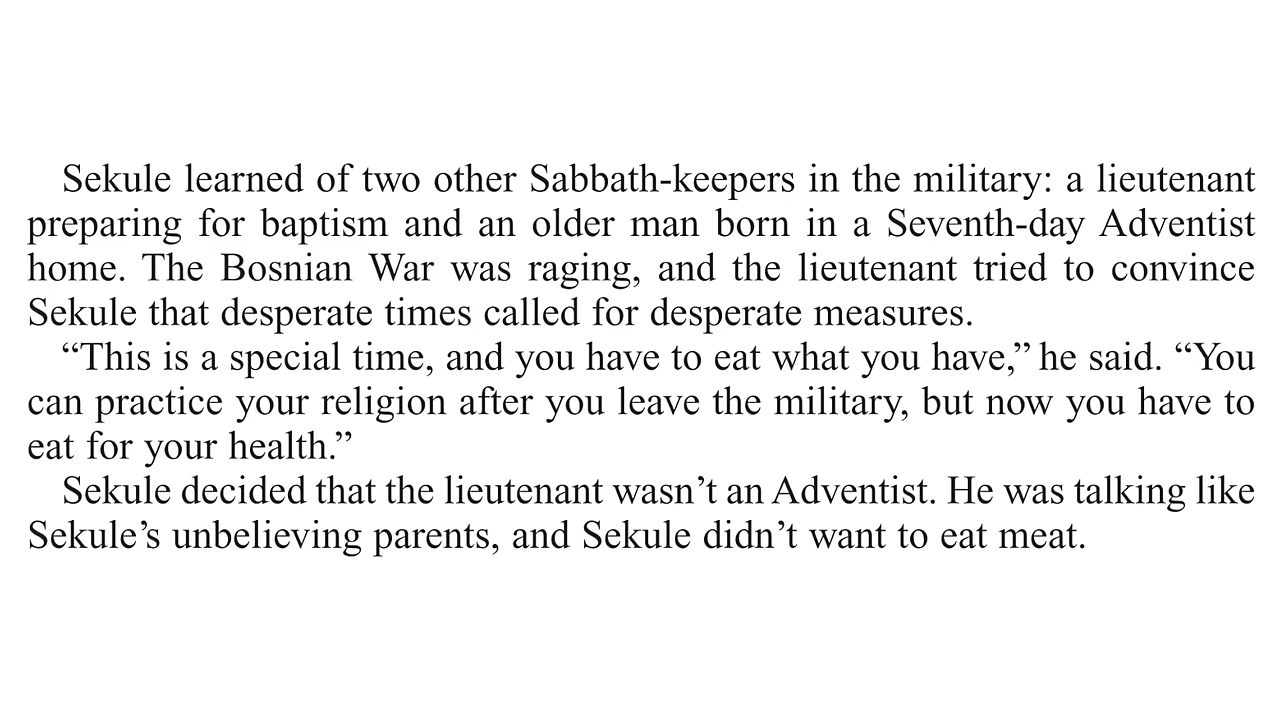 Sekule learned of two other Sabbath-keepers in the military: a lieutenant
preparing for baptism and an older man born in a Seventh-day Adventist
home. The Bosnian War was raging, and the lieutenant tried to convince
Sekule that desperate times called for desperate measures.
“This is a special time, and you have to eat what you have,” he said. “You
can practice your religion after you leave the military, but now you have to
eat for your health.”
Sekule decided that the lieutenant wasn’t an Adventist. He was talking like
Sekule’s unbelieving parents, and Sekule didn’t want to eat meat.